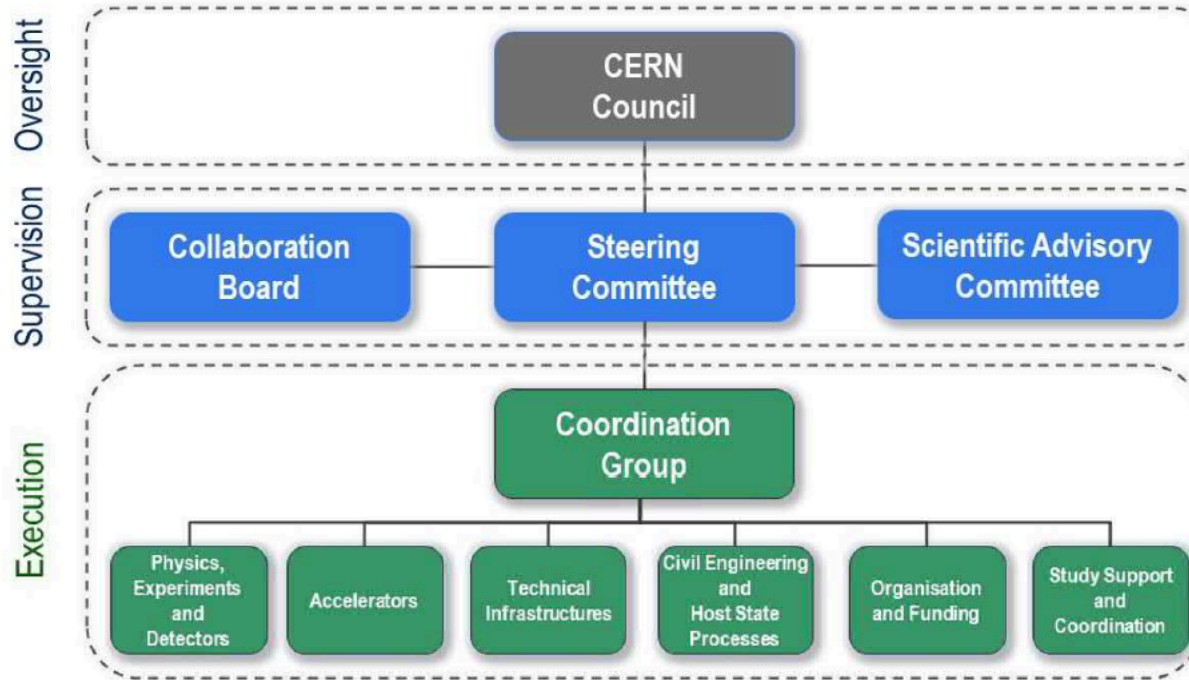 Oversight
CERN
Council
Supervision
Collaboration
Board
Steering
Committee
Scientific Advisory
Committee
Execution
Coordination
Group
Physics,
Experiments
and
Detectors
Accelerators
Technical
Infrastructures
Civil Engineering
and
Host State
Processes
Organisation
and Funding
Study Support
and
Coordination